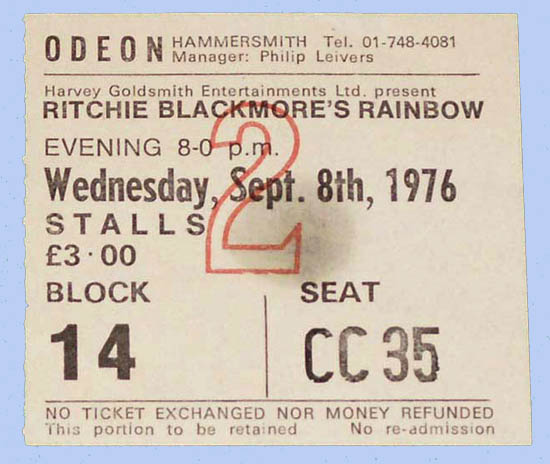 ODEON HAMMERSMITH Tel. 01-748-4081
Manager: Philip Leivers
Harvey Goldsmith Entertainments Ltd. present
RITCHIE BLACKMORE'S RAINBOW
EVENING 8-0 p.m.
Wednesday, Sept. 8th, 1976
STALLS
2
£3·00
BLOCK SEAT
14 CC 35
NO TICKET EXCHANGED NOR MONEY REFUNDED
This portion to be retained No re-admission